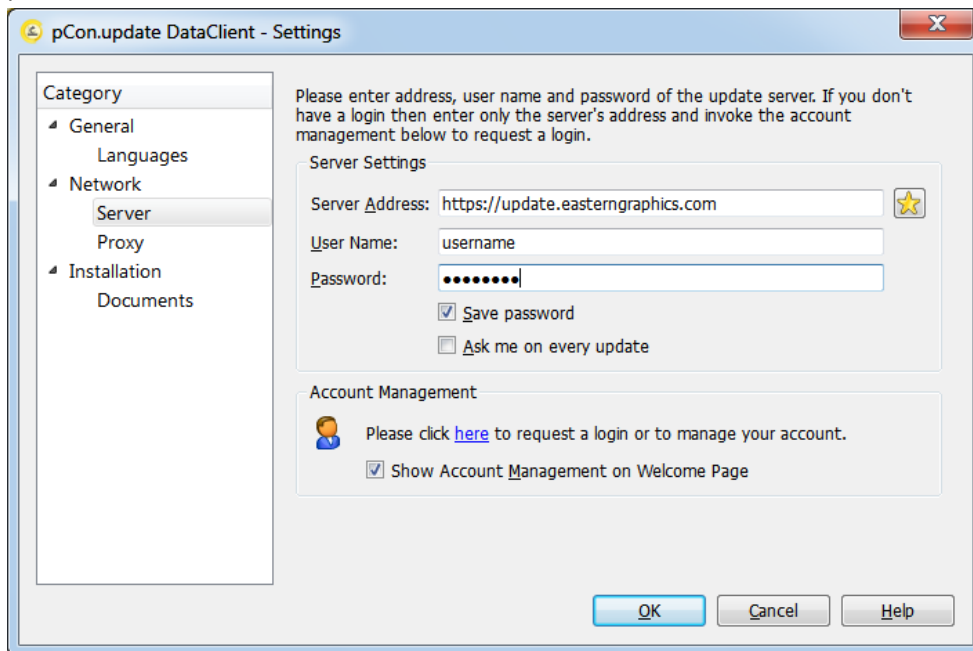 pCon.update DataClient - Settings
Category
General
Languages
Network
Server
Proxy
Installation
Documents
Please enter address, user name and password of the update server. If you don't
have a login then enter only the server's address and invoke the account
management below to request a login.
Server Settings
Server Address: https://update.easterngraphics.com
User Name: username
Password: ●●●●●●●●
Save password
Ask me on every update
Account Management
Please click here to request a login or to manage your account.
Show Account Management on Welcome Page
OK Cancel Help